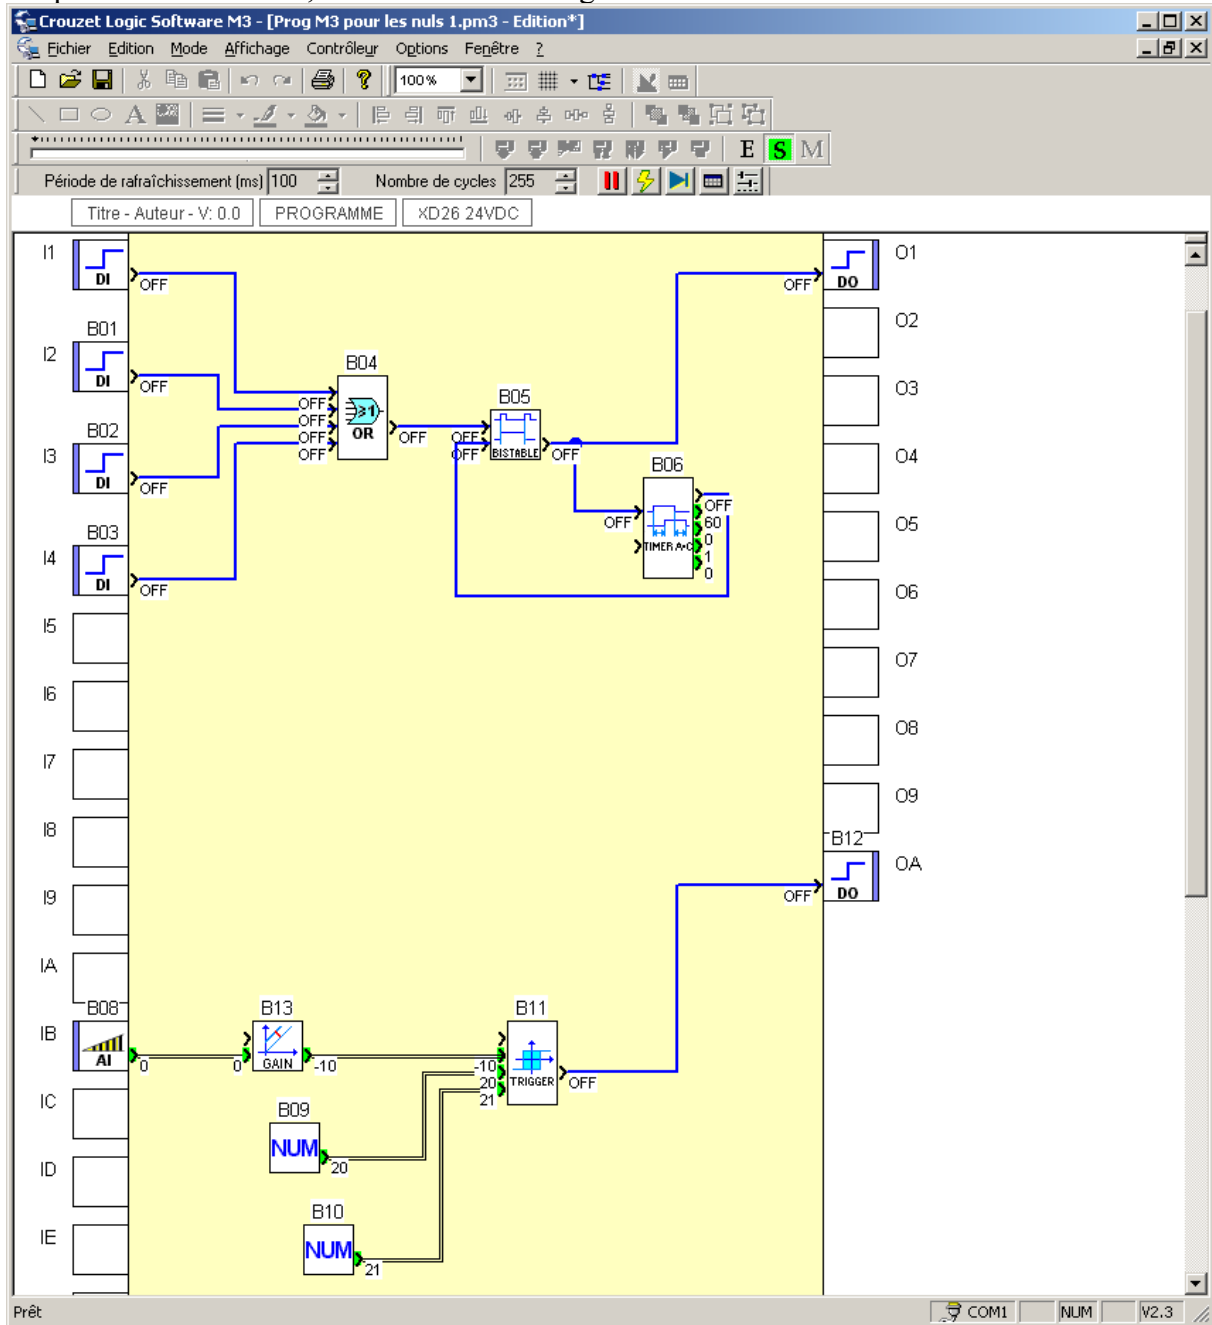 Crouzet Logic Software M3 - [Prog M3 pour les nuls 1.pm3 - Edition*]
Fichier Edition Mode Affichage Contrôleur Options Fenêtre ?
100 %
E S M
Période de rafraîchissement (ms) 100 Nombre de cycles 255
Titre - Auteur - V: 0.0 PROGRAMME XD26 24VDC
I1 DI OFF OFF DO O1
B01 O2
I2 DI OFF B04 O3
OFF OFF OFF OFF OR OFF
B05
OFF OFF BISTABLE OFF
B02
I3 DI OFF B06 O4
OFF TIMER A-C OFF 60 0 1 0
O5
B03
I4 DI OFF O6
I5 O7
I6 O8
I7 O9
I8 B12
OFF DO OA
I9
IA
B08 B13 B11
IB AI 0 0 GAIN -10 -10 20 21 TRIGGER OFF
IC B09
NUM 20
ID
B10
IE NUM 21
Prêt COM1 NUM V2.3